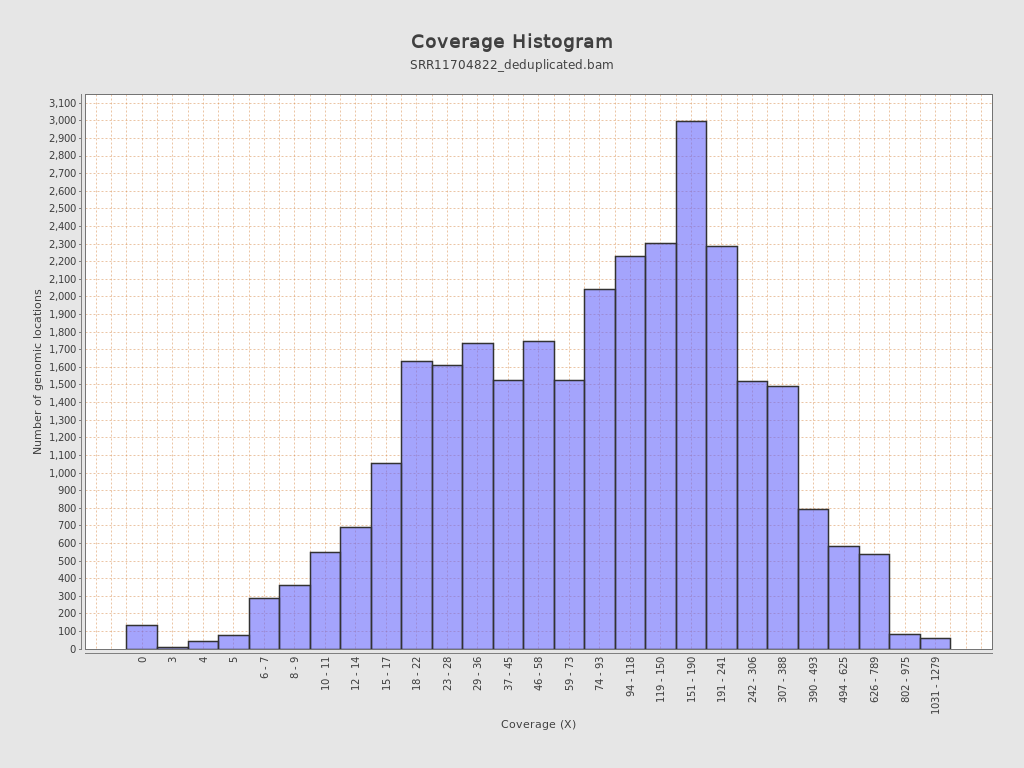 Coverage Histogram
SRR11704822_deduplicated.bam
3,100
3,000
2,900
2,800
2,700
2,600
2,500
2,400
2,300
2,200
2,100
2,000
1,900
1,800
1,700
1,600
1,500
1,400
1,300
1,200
1,100
1,000
900
800
700
600
500
400
300
200
100
0
Number of genomic locations
0
3
4
5
6 - 7
8 - 9
10 - 11
12 - 14
15 - 17
18 - 22
23 - 28
29 - 36
37 - 45
46 - 58
59 - 73
74 - 93
94 - 118
119 - 150
151 - 190
191 - 241
242 - 306
307 - 388
390 - 493
494 - 625
626 - 789
802 - 975
1031 - 1279
Coverage (X)